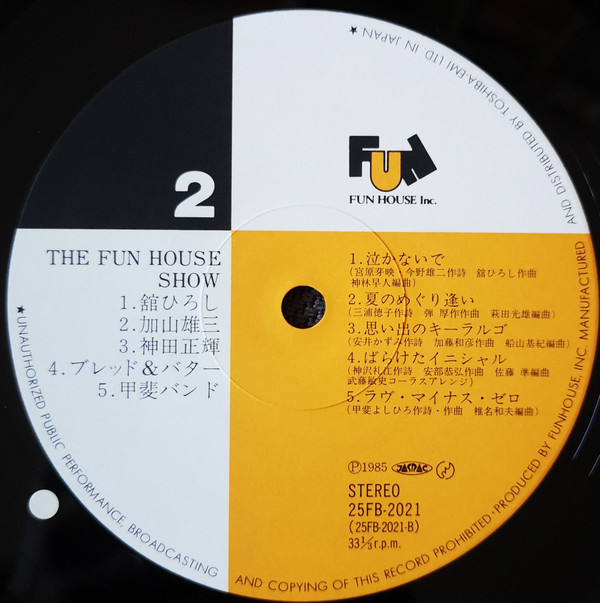 2
FUN
FUN HOUSE Inc.
THE FUN HOUSE
SHOW
1.舘ひろし
2.加山雄三
3.神田正輝
4.ブレッド&バター
5.甲斐バンド
1.泣かないで
(宮原芽映・今野雄二作詩 舘ひろし作曲
神林早人編曲)
2.夏のめぐり逢い
(三浦徳子作詩 弾 厚作作曲 萩田光雄編曲)
3.思い出のキーラルゴ
(安井かずみ作詩 加藤和彦作曲 船山基紀編曲)
4.ばらけたイニシャル
(神沢礼江作詩 安部恭弘作曲 佐藤 準編曲
武藤敏史コーラスアレンジ)
5.ラヴ・マイナス・ゼロ
(甲斐よしひろ作詩・作曲 椎名和夫編曲)
Ⓟ1985 JASRAC
STEREO
25FB-2021
(25FB-2021-B)
33⅓r.p.m.
★UNAUTHORIZED PUBLIC PERFORMANCE, BROADCASTING AND COPYING OF THIS RECORD PROHIBITED•PRODUCED BY FUNHOUSE, INC. MANUFACTURED AND DISTRIBUTED BY TOSHIBA EMI LTD. IN JAPAN★